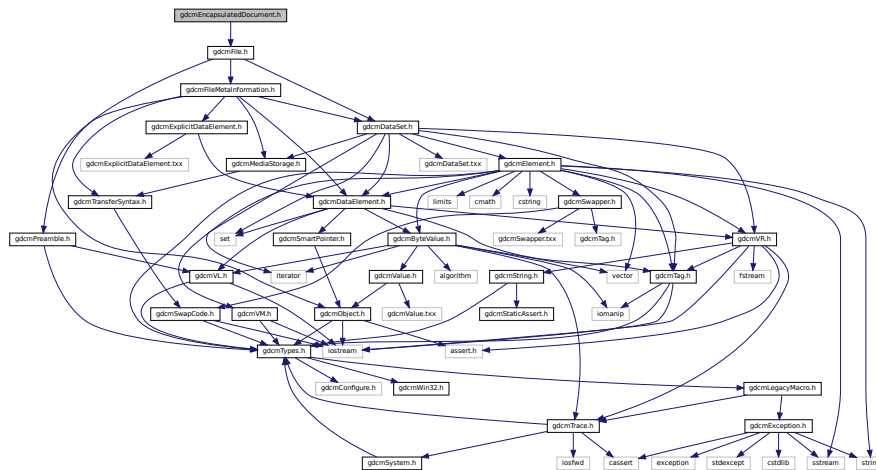 gdcmEncapsulatedDocument.h
gdcmFile.h
gdcmFileMetaInformation.h
gdcmExplicitDataElement.h
gdcmDataSet.h
gdcmExplicitDataElement.txx
gdcmMediaStorage.h
gdcmDataSet.txx
gdcmElement.h
gdcmTransferSyntax.h
gdcmDataElement.h
limits
cmath
cstring
gdcmSwapper.h
gdcmPreamble.h
set
gdcmSmartPointer.h
gdcmByteValue.h
gdcmSwapper.txx
gdcmTag.h
gdcmVR.h
gdcmVL.h
iterator
gdcmValue.h
algorithm
gdcmString.h
vector
gdcmTag.h
fstream
gdcmSwapCode.h
gdcmVM.h
gdcmObject.h
gdcmValue.txx
gdcmStaticAssert.h
iomanip
gdcmTypes.h
iostream
assert.h
gdcmConfigure.h
gdcmWin32.h
gdcmLegacyMacro.h
gdcmTrace.h
gdcmException.h
gdcmSystem.h
iosfwd
cassert
exception
stdexcept
cstdlib
sstream